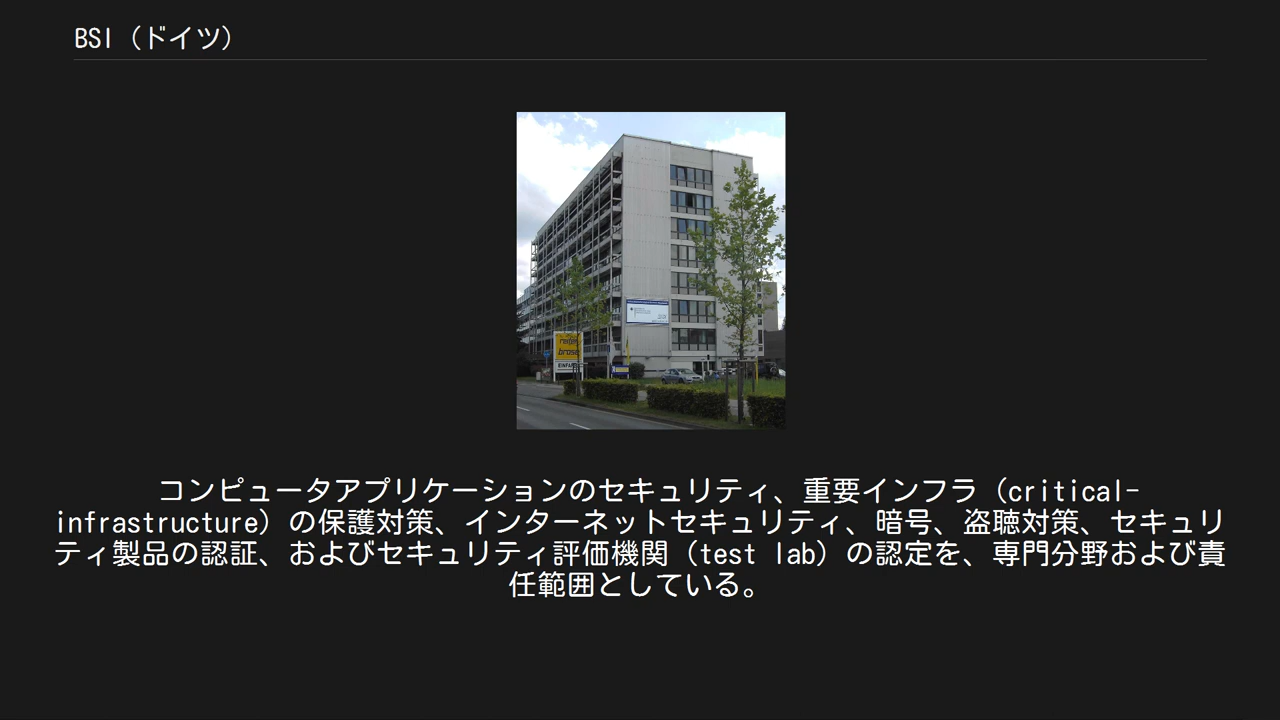 BSI（ドイツ）
EINFAHRT
コンピュータアプリケーションのセキュリティ、重要インフラ（critical-
infrastructure）の保護対策、インターネットセキュリティ、暗号、盗聴対策、セキュリ
ティ製品の認証、およびセキュリティ評価機関（test lab）の認定を、専門分野および責
任範囲としている。